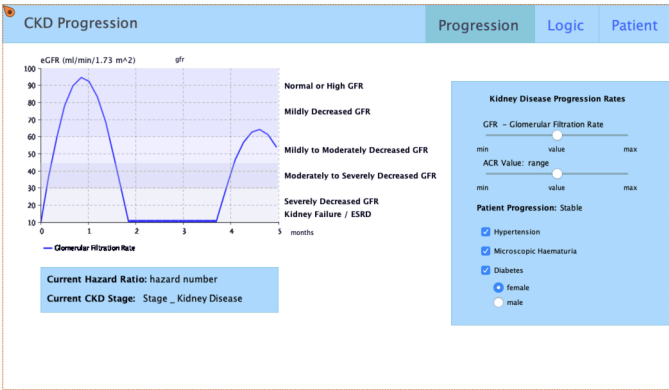 CKD Progression
Progression Logic Patient
eGFR (ml/min/1.73 m^2) gfr
100
90
80
70
60
50
40
30
20
10
0 1 2 3 4 5 months
Glomerular Filtration Rate
Normal or High GFR
Mildly Decreased GFR
Mildly to Moderately Decreased GFR
Moderately to Severely Decreased GFR
Severely Decreased GFR
Kidney Failure / ESRD
Current Hazard Ratio: hazard number
Current CKD Stage: Stage _ Kidney Disease
Kidney Disease Progression Rates
GFR - Glomerular Filtration Rate
min value max
ACR Value: range
min value max
Patient Progression: Stable
Hypertension
Microscopic Haematuria
Diabetes
female
male